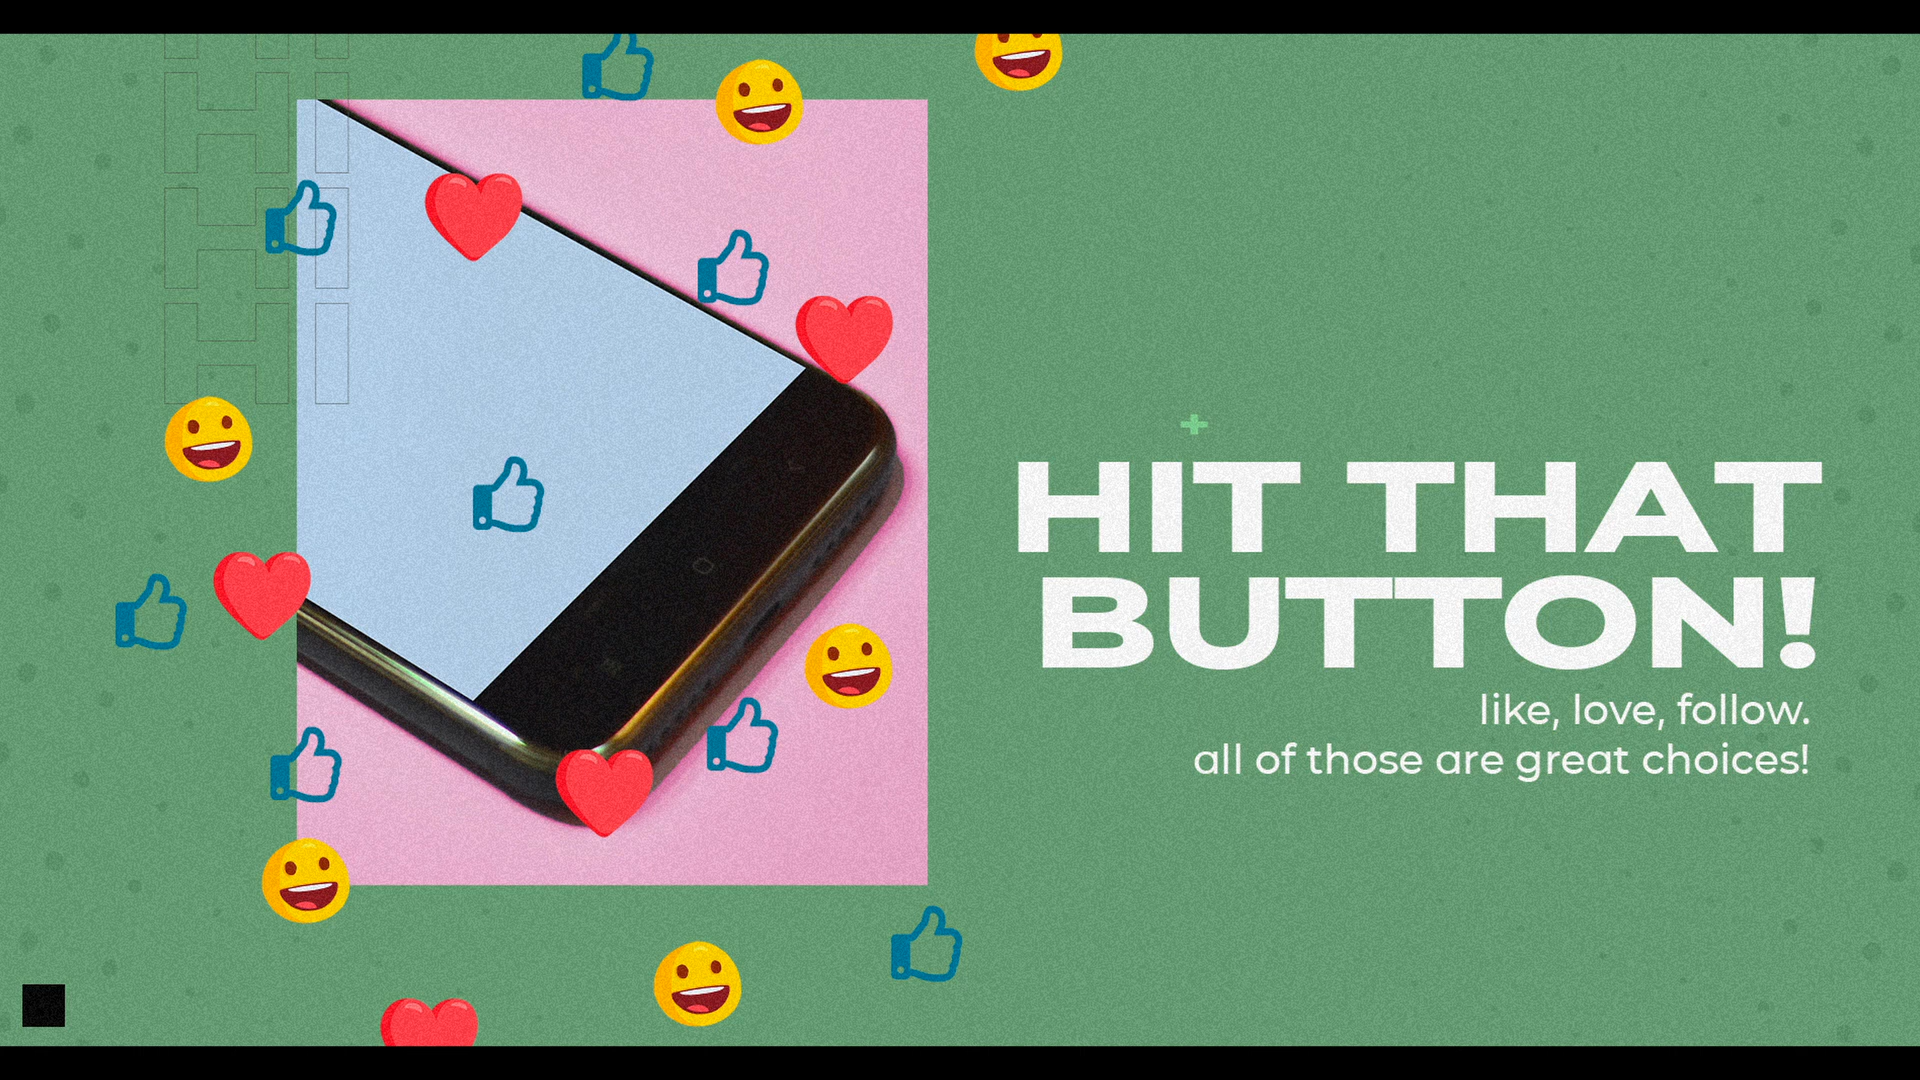 HIT THAT
BUTTON!
like, love, follow.
all of those are great choices!